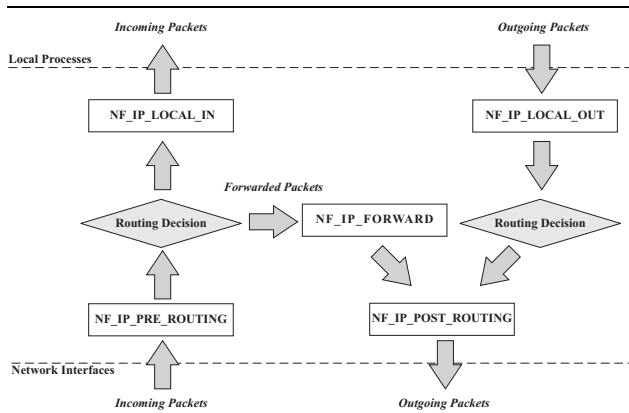 Incoming Packets
Outgoing Packets
Local Processes
NF_IP_LOCAL_IN
NF_IP_LOCAL_OUT
Forwarded Packets
Routing Decision
NF_IP_FORWARD
Routing Decision
NF_IP_PRE_ROUTING
NF_IP_POST_ROUTING
Network Interfaces
Incoming Packets
Outgoing Packets